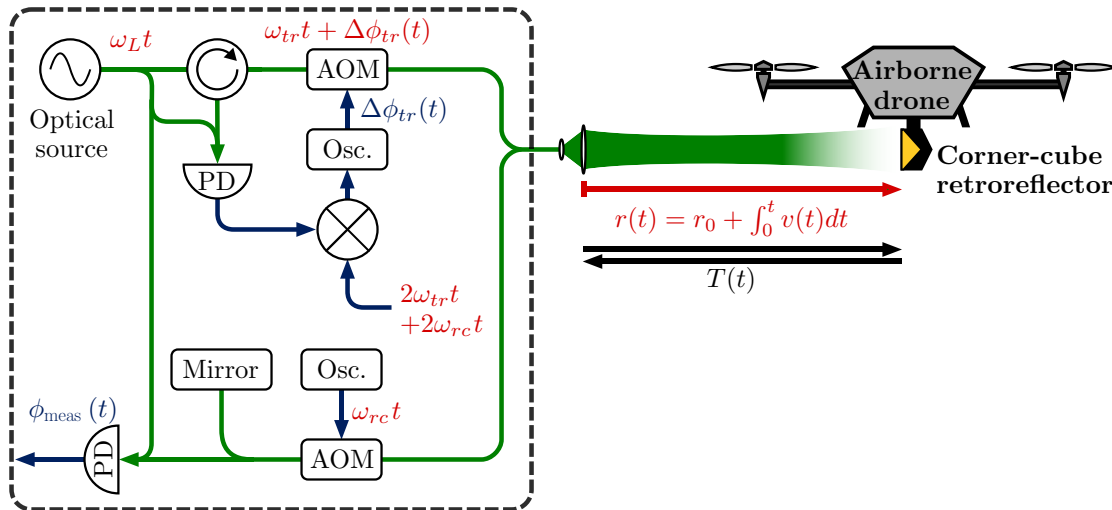 ω_L t
ω_tr t + Δϕ_tr(t)
AOM
Δϕ_tr(t)
Optical
source
Osc.
PD
2ω_tr t
+2ω_rc t
Mirror
Osc.
ω_rc t
ϕ_meas (t)
PD
AOM
Airborne
drone
Corner-cube
retroreflector
r(t) = r_0 + ∫_0^t v(t)dt
T(t)